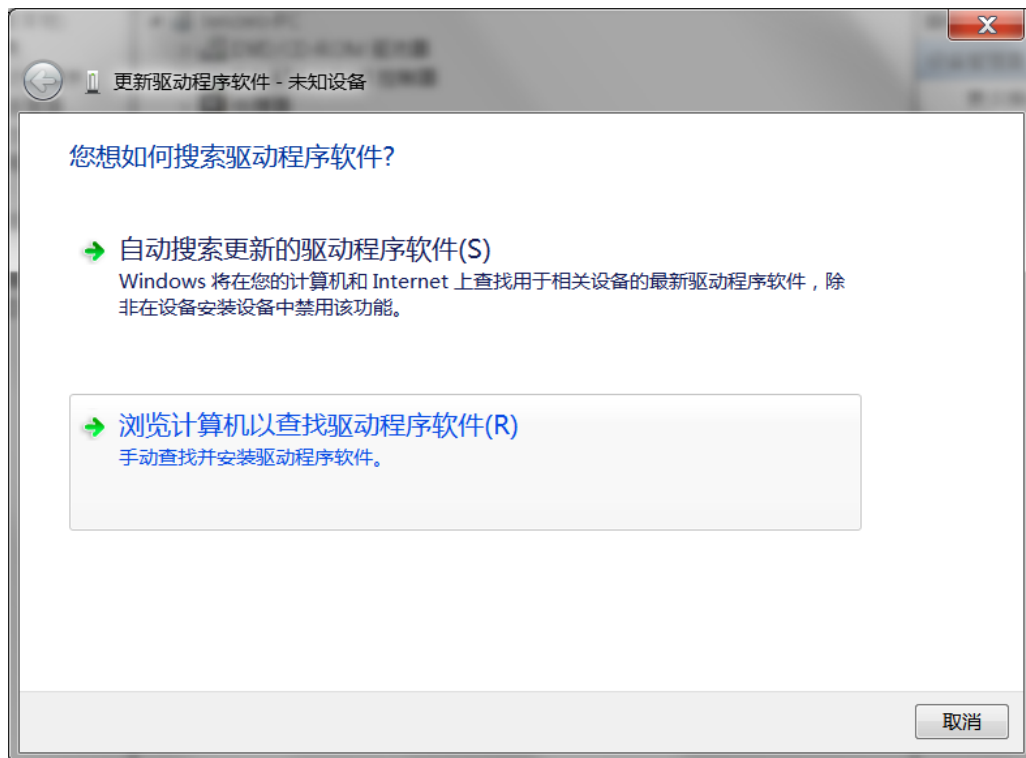 更新驱动程序软件 - 未知设备
您想如何搜索驱动程序软件?
自动搜索更新的驱动程序软件(S)
Windows 将在您的计算机和 Internet 上查找用于相关设备的最新驱动程序软件，除
非在设备安装设备中禁用该功能。
浏览计算机以查找驱动程序软件(R)
手动查找并安装驱动程序软件。
取消